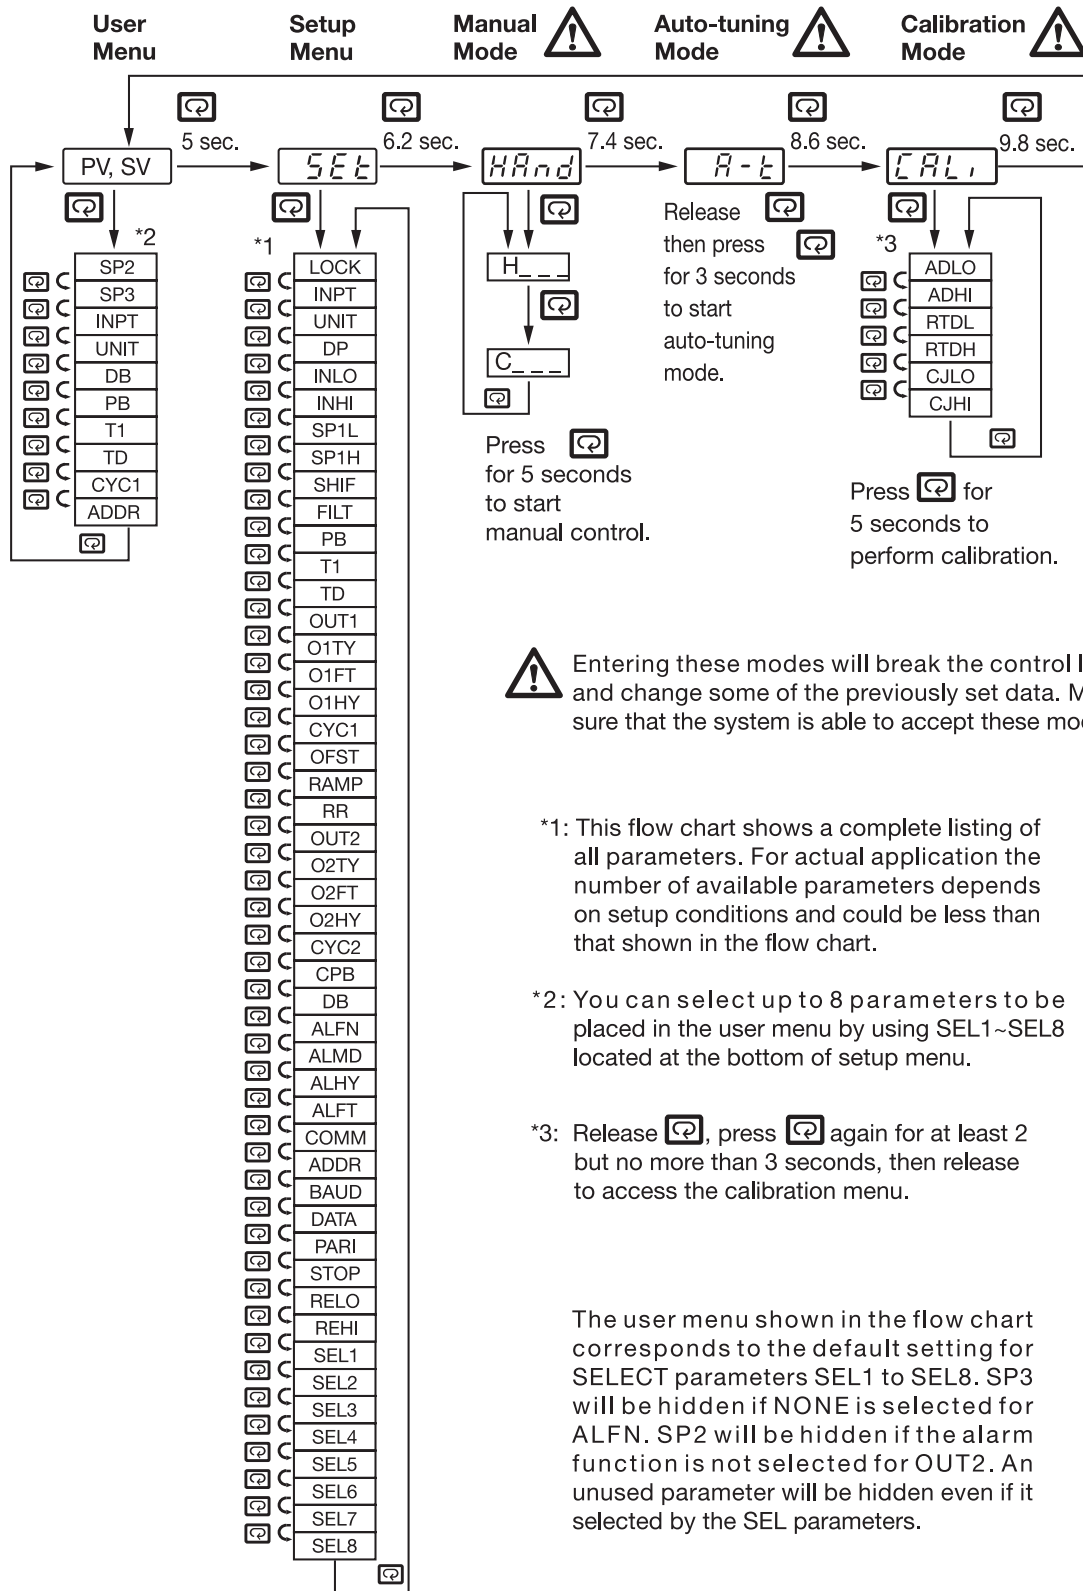 User Menu
Setup Menu
Manual Mode
Auto-tuning Mode
Calibration Mode
5 sec.
6.2 sec.
7.4 sec.
8.6 sec.
9.8 sec.
PV, SV
SEt
HAnd
A-t
CALi
*2
SP2
SP3
INPT
UNIT
DB
PB
T1
TD
CYC1
ADDR
*1
LOCK
INPT
UNIT
DP
INLO
INHI
SP1L
SP1H
SHIF
FILT
PB
T1
TD
OUT1
O1TY
O1FT
O1HY
CYC1
OFST
RAMP
RR
OUT2
O2TY
O2FT
O2HY
CYC2
CPB
DB
ALFN
ALMD
ALHY
ALFT
COMM
ADDR
BAUD
DATA
PARI
STOP
RELO
REHI
SEL1
SEL2
SEL3
SEL4
SEL5
SEL6
SEL7
SEL8
H_ _ _
C_ _ _
Press
for 5 seconds
to start
manual control.
Release
then press
for 3 seconds
to start
auto-tuning
mode.
*3
ADLO
ADHI
RTDL
RTDH
CJLO
CJHI
Press for
5 seconds to
perform calibration.
Entering these modes will break the control
and change some of the previously set data.
sure that the system is able to accept these
*1: This flow chart shows a complete listing of
all parameters. For actual application the
number of available parameters depends
on setup conditions and could be less than
that shown in the flow chart.
*2: You can select up to 8 parameters to be
placed in the user menu by using SEL1~SEL8
located at the bottom of setup menu.
*3: Release , press again for at least 2
but no more than 3 seconds, then release
to access the calibration menu.
The user menu shown in the flow chart
corresponds to the default setting for
SELECT parameters SEL1 to SEL8. SP3
will be hidden if NONE is selected for
ALFN. SP2 will be hidden if the alarm
function is not selected for OUT2. An
unused parameter will be hidden even if it
selected by the SEL parameters.